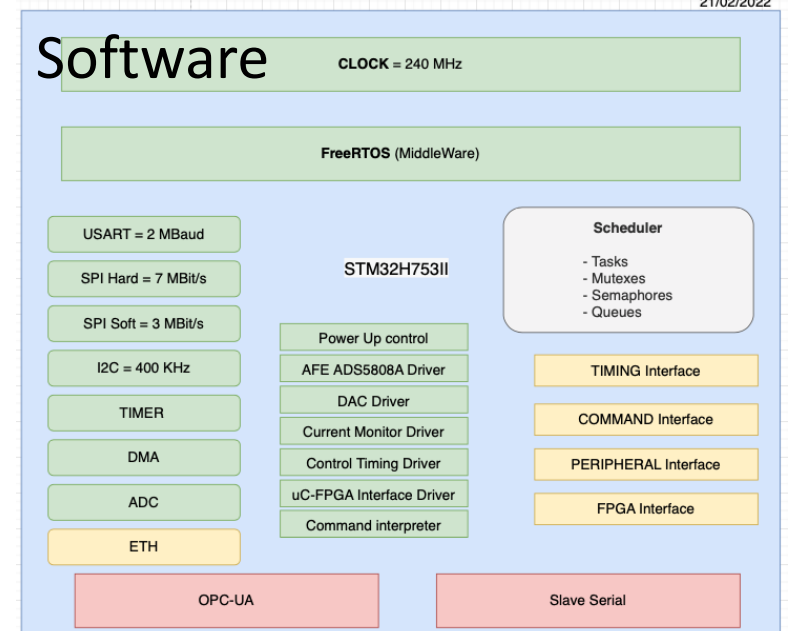 21/02/2022
Software
CLOCK = 240 MHz
FreeRTOS (MiddleWare)
USART = 2 MBaud
SPI Hard = 7 MBit/s
SPI Soft = 3 MBit/s
I2C = 400 KHz
TIMER
DMA
ADC
ETH
STM32H753II
Power Up control
AFE ADS5808A Driver
DAC Driver
Current Monitor Driver
Control Timing Driver
uC-FPGA Interface Driver
Command interpreter
Scheduler
- Tasks
- Mutexes
- Semaphores
- Queues
TIMING Interface
COMMAND Interface
PERIPHERAL Interface
FPGA Interface
OPC-UA
Slave Serial